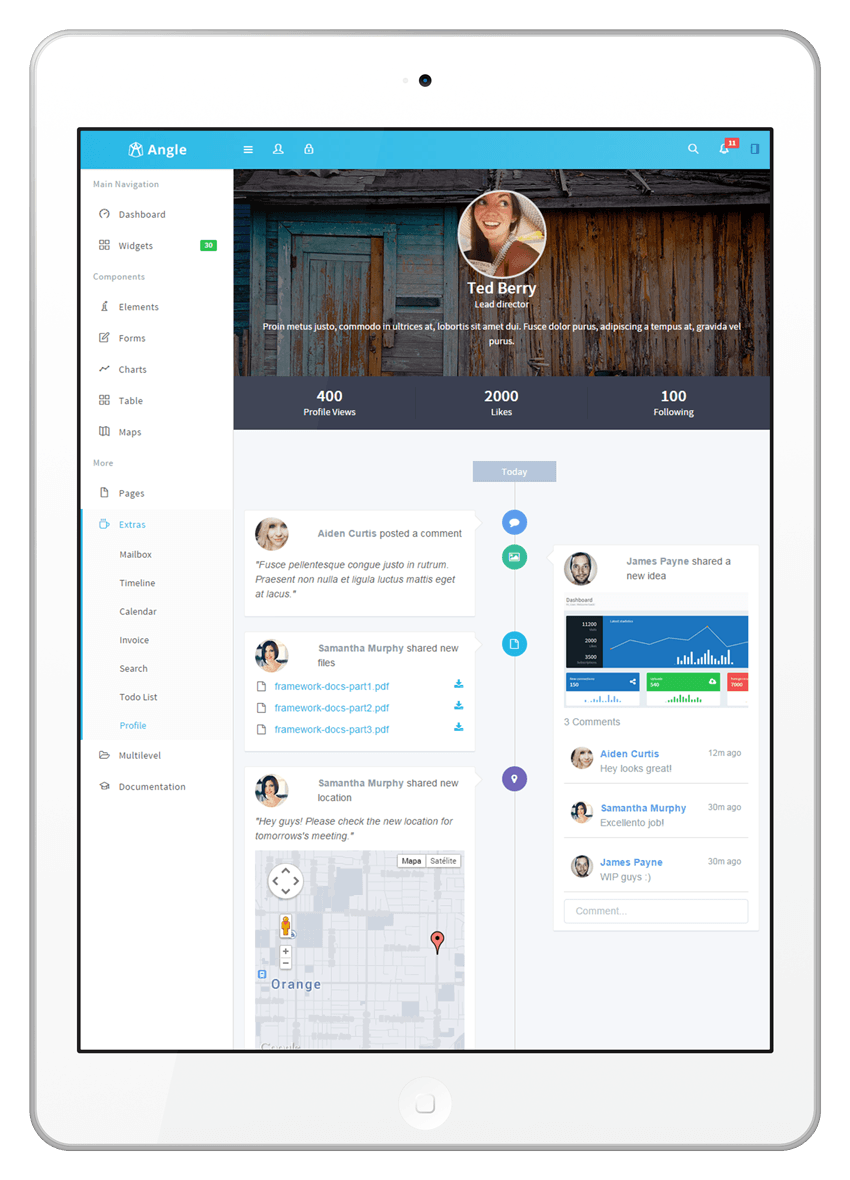 Angle
11
Main Navigation
Dashboard
Widgets
30
Components
Elements
Forms
Charts
Table
Maps
More
Pages
Extras
Mailbox
Timeline
Calendar
Invoice
Search
Todo List
Profile
Multilevel
Documentation
Ted Berry
Lead director
Proin metus justo, commodo in ultrices at, lobortis sit amet dui. Fusce dolor purus, adipiscing a tempus at, gravida vel
purus.
400
Profile Views
2000
Likes
100
Following
Today
Aiden Curtis posted a comment
"Fusce pellentesque congue justo in rutrum.
Praesent non nulla et ligula luctus mattis eget
at lacus."
Samantha Murphy shared new
files
framework-docs-part1.pdf
framework-docs-part2.pdf
framework-docs-part3.pdf
Samantha Murphy shared new
location
"Hey guys! Please check the new location for
tomorrows's meeting."
Mapa
Satélite
+
−
Orange
Google
James Payne shared a
new idea
Dashboard
Latest statistics
11200
2000
3500
150
Uploads
540
7000
3 Comments
Aiden Curtis
12m ago
Hey looks great!
Samantha Murphy
30m ago
Excellento job!
James Payne
30m ago
WIP guys :)
Comment...